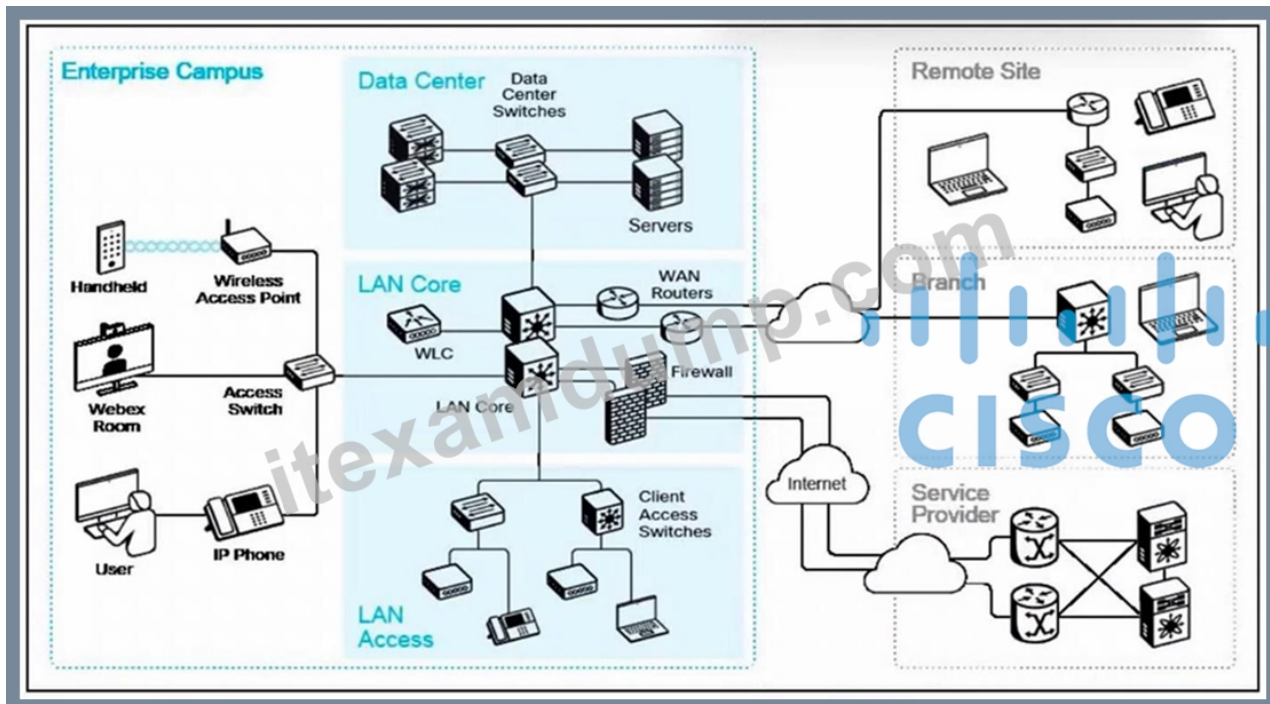 Enterprise Campus
Handheld
Wireless
Access Point
Webex
Room
Access
Switch
User
IP Phone
Data Center
Data
Center
Switches
Servers
LAN Core
WLC
WAN
Routers
Firewall
LAN Core
Client
Access
Switches
LAN
Access
Internet
Remote Site
Branch
Service
Provider
itexamdump.com
CISCO